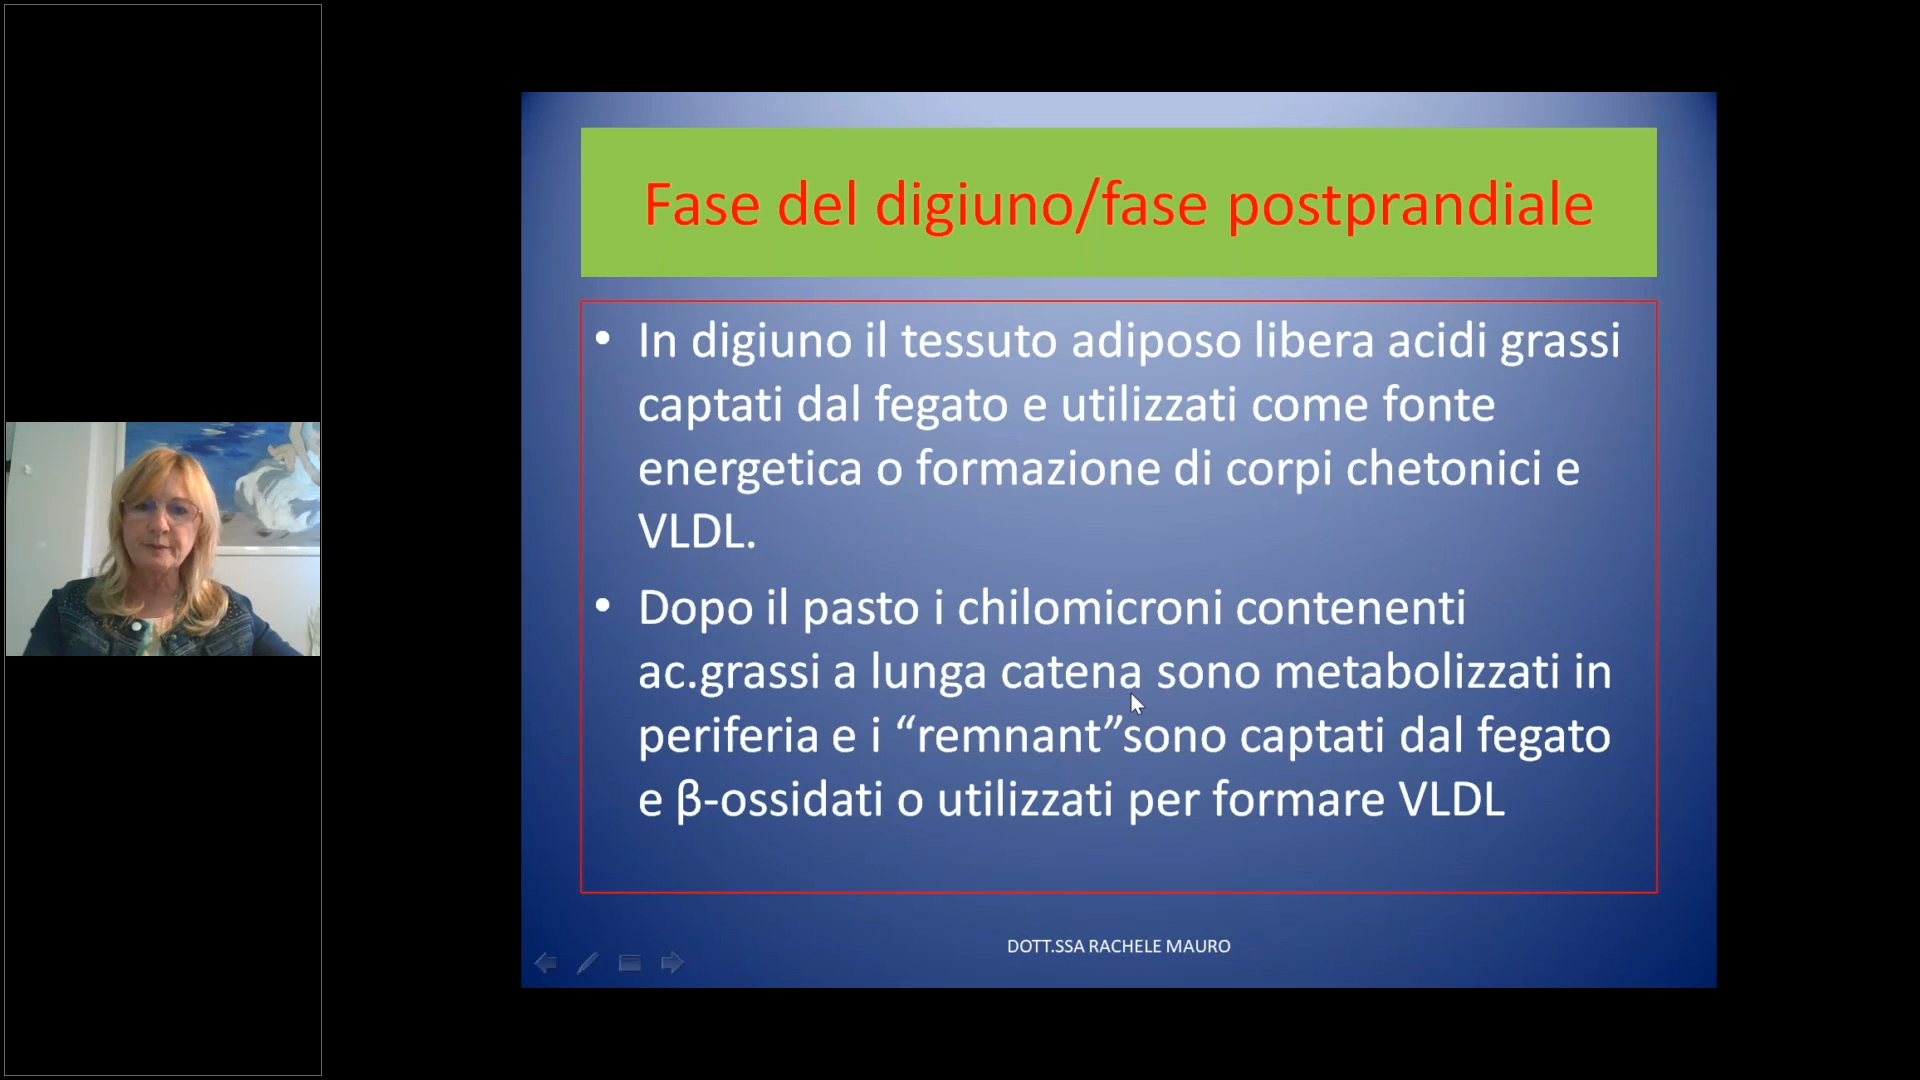 Fase del digiuno/fase postprandiale
• In digiuno il tessuto adiposo libera acidi grassi
captati dal fegato e utilizzati come fonte
energetica o formazione di corpi chetonici e
VLDL.
• Dopo il pasto i chilomicroni contenenti
ac.grassi a lunga catena sono metabolizzati in
periferia e i “remnant”sono captati dal fegato
e β-ossidati o utilizzati per formare VLDL
DOTT.SSA RACHELE MAURO